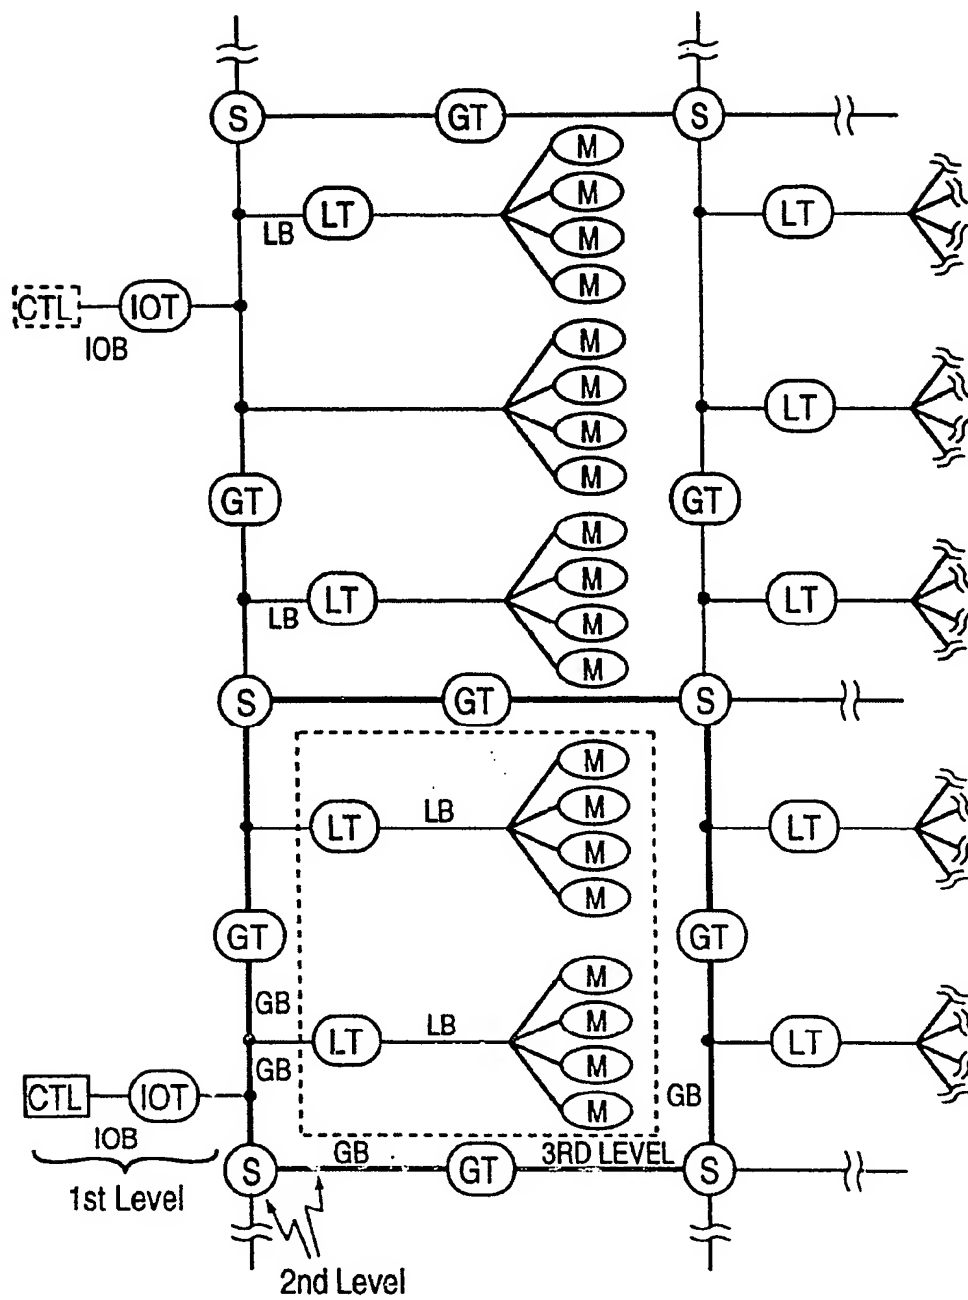 S GT S
M
M
LT LT
LB
M
M
CTL IOT
IOB
M
M
LT
M
M
GT GT
M
LT M LT
LB
M
M
S GT S
M
LT LB M LT
M
M
GT GT
M
GB
M
LT LB LT
GB M
CTL IOT M GB
IOB
GB 3RD LEVEL
S GT S
1st Level
2nd Level